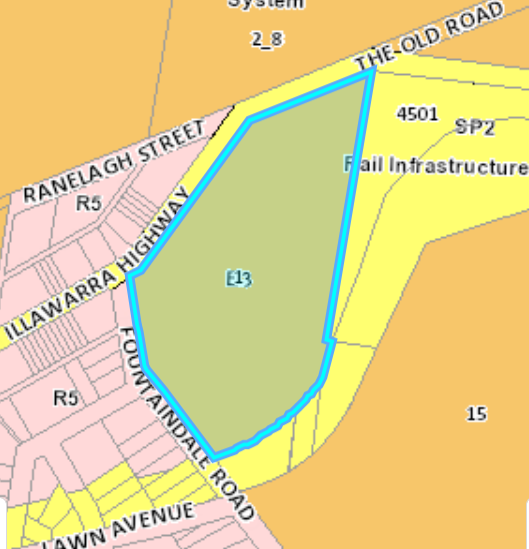 System
2_8
THE OLD ROAD
4501
SP2
Rail Infrastructure
RANELAGH STREET
R5
ILLAWARRA HIGHWAY
FOUNTAINDALE ROAD
R5
15
LAWN AVENUE